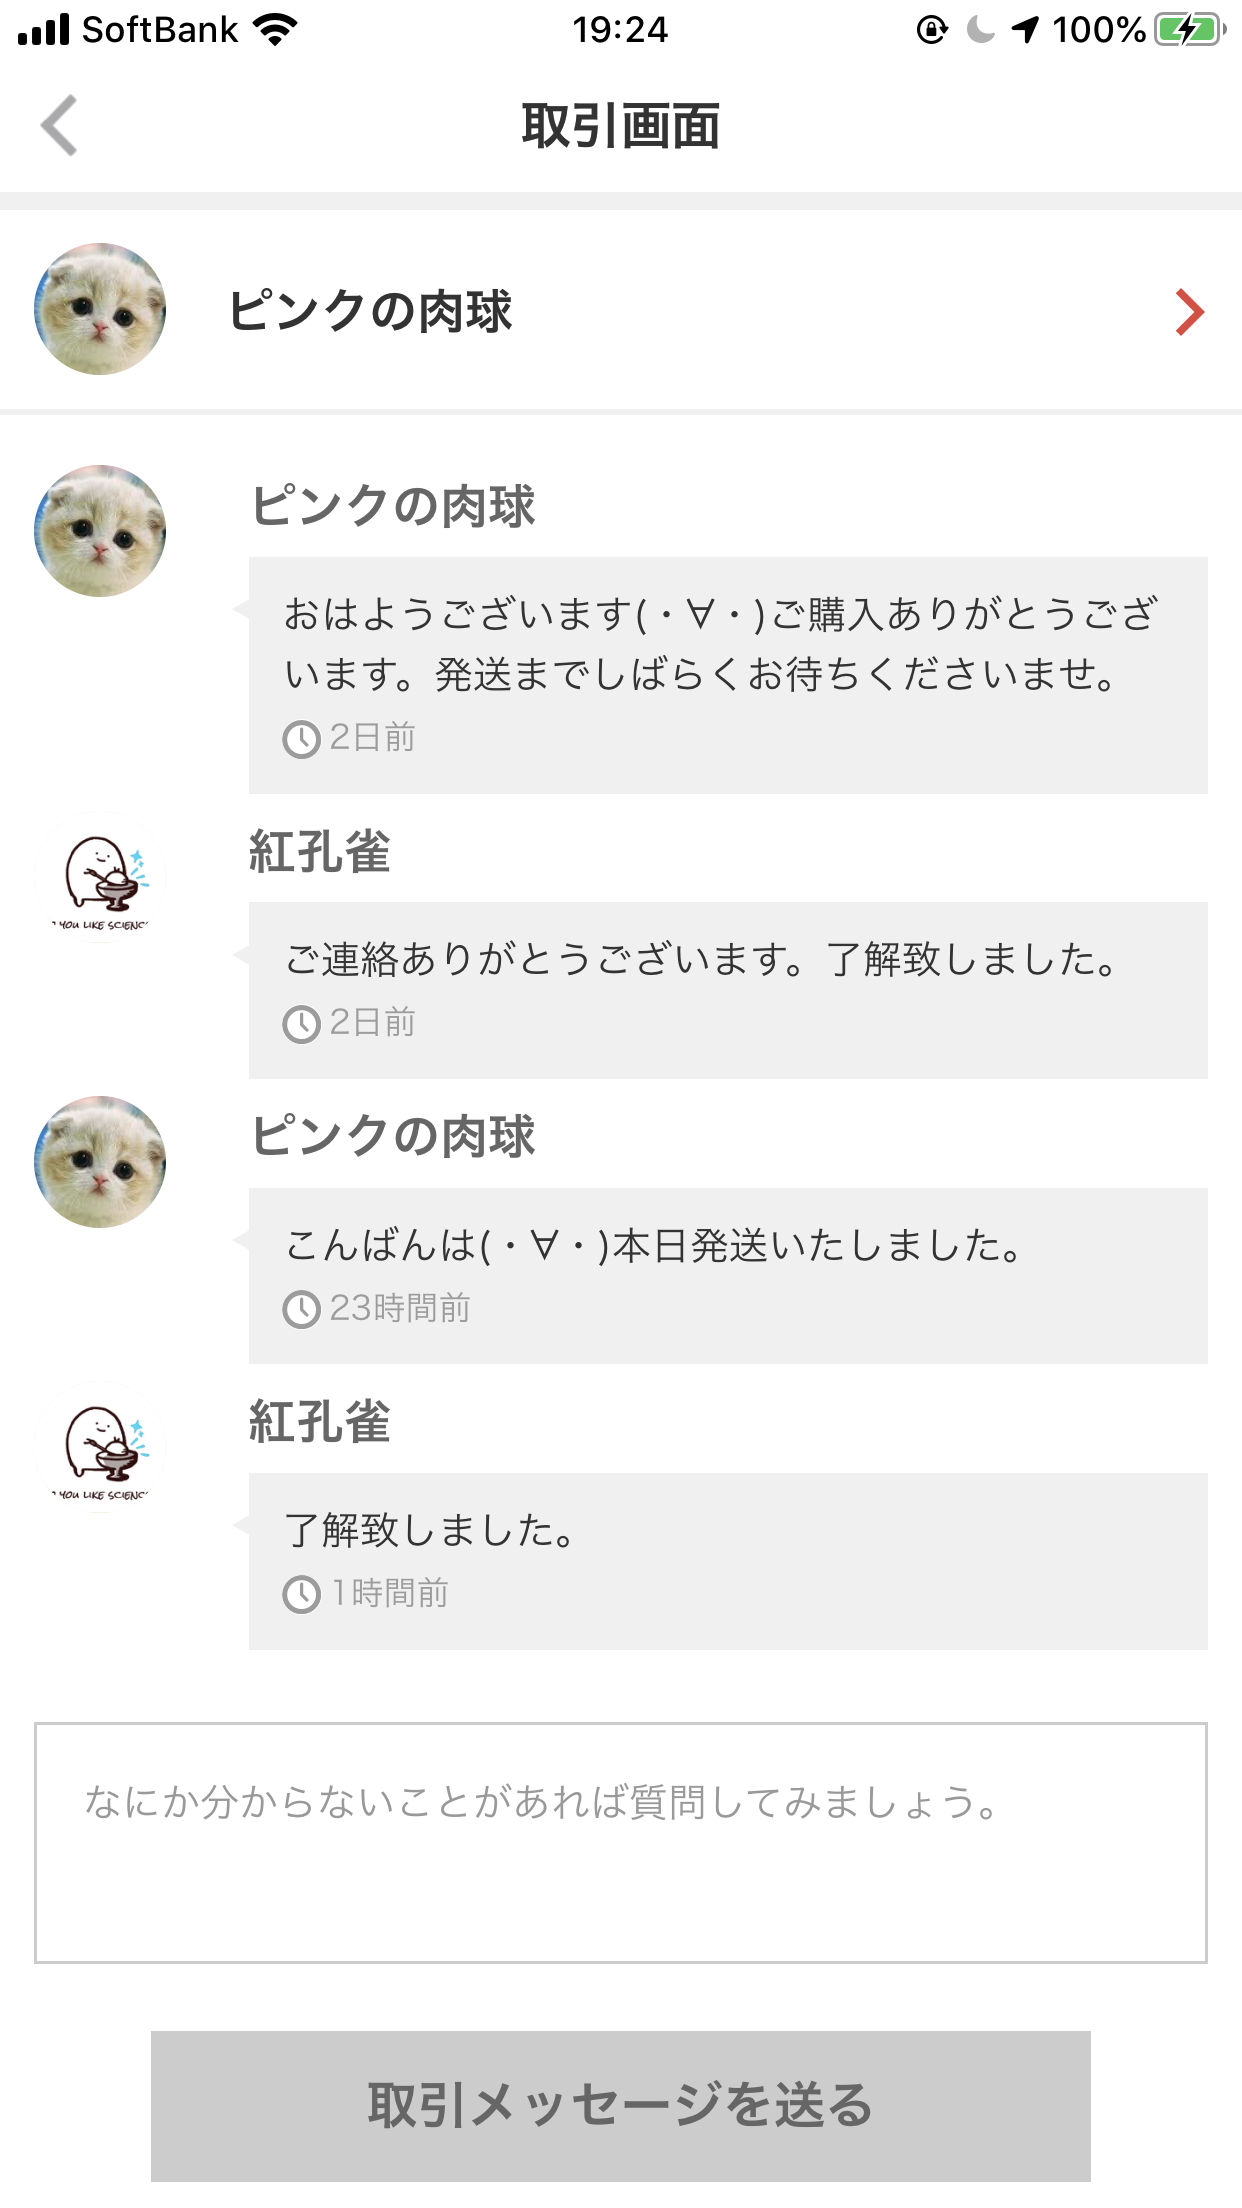 SoftBank 19:24 100%
取引画面
ピンクの肉球
ピンクの肉球
おはようございます(・∀・)ご購入ありがとうござ
います。発送までしばらくお待ちくださいませ。
2日前
紅孔雀
YOU LIKE SCIENC
ご連絡ありがとうございます。了解致しました。
2日前
ピンクの肉球
こんばんは(・∀・)本日発送いたしました。
23時間前
紅孔雀
YOU LIKE SCIENC
了解致しました。
1時間前
なにか分からないことがあれば質問してみましょう。
取引メッセージを送る